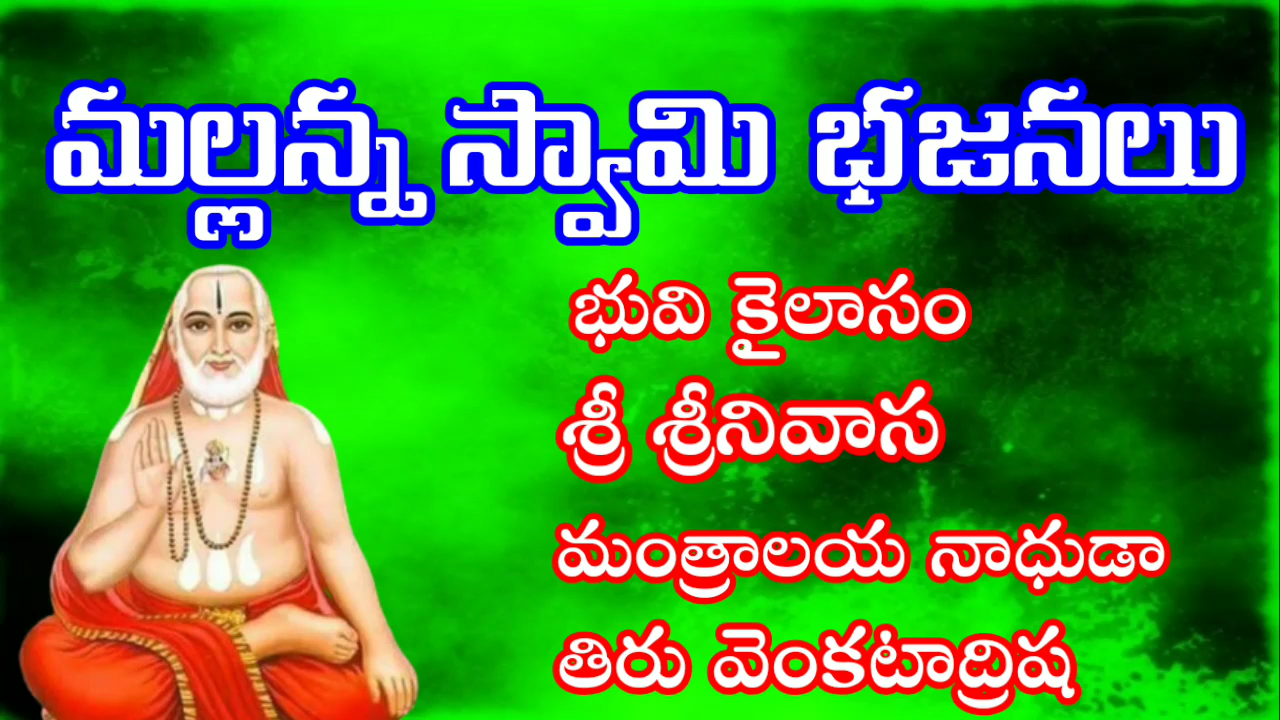 మల్లన్న స్వామి భజనలు
భువి కైలాసం
శ్రీ శ్రీనివాస
మంత్రాలయ నాధుడా
తిరు వెంకటాద్రిష